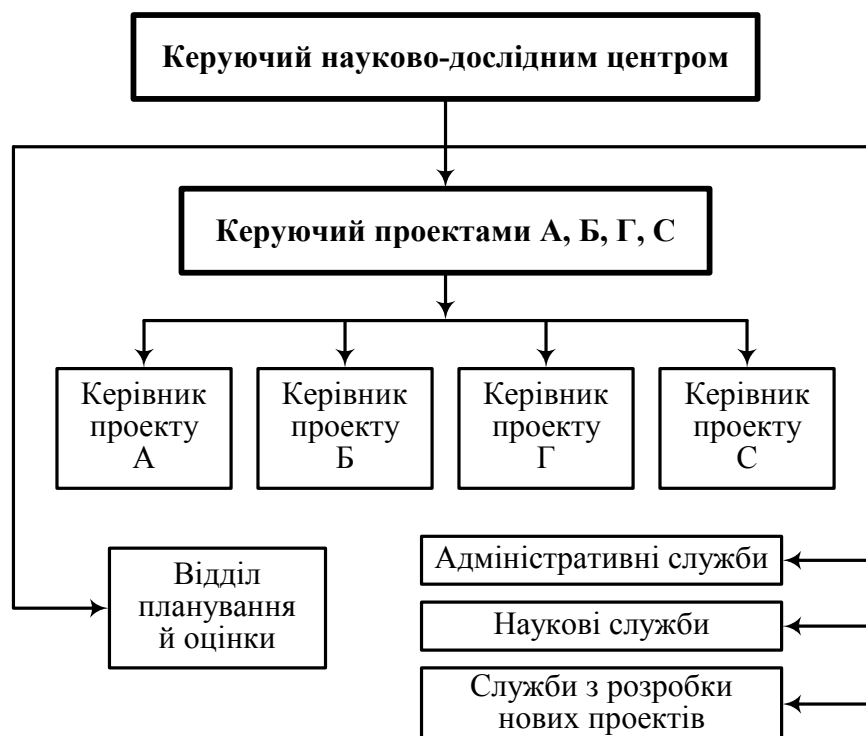 Керуючий науково-дослідним центром
Керуючий проектами А, Б, Г, С
Керівник
проекту
А
Керівник
проекту
Б
Керівник
проекту
Г
Керівник
проекту
С
Відділ
планування
й оцінки
Адміністративні служби
Наукові служби
Служби з розробки
нових проектів